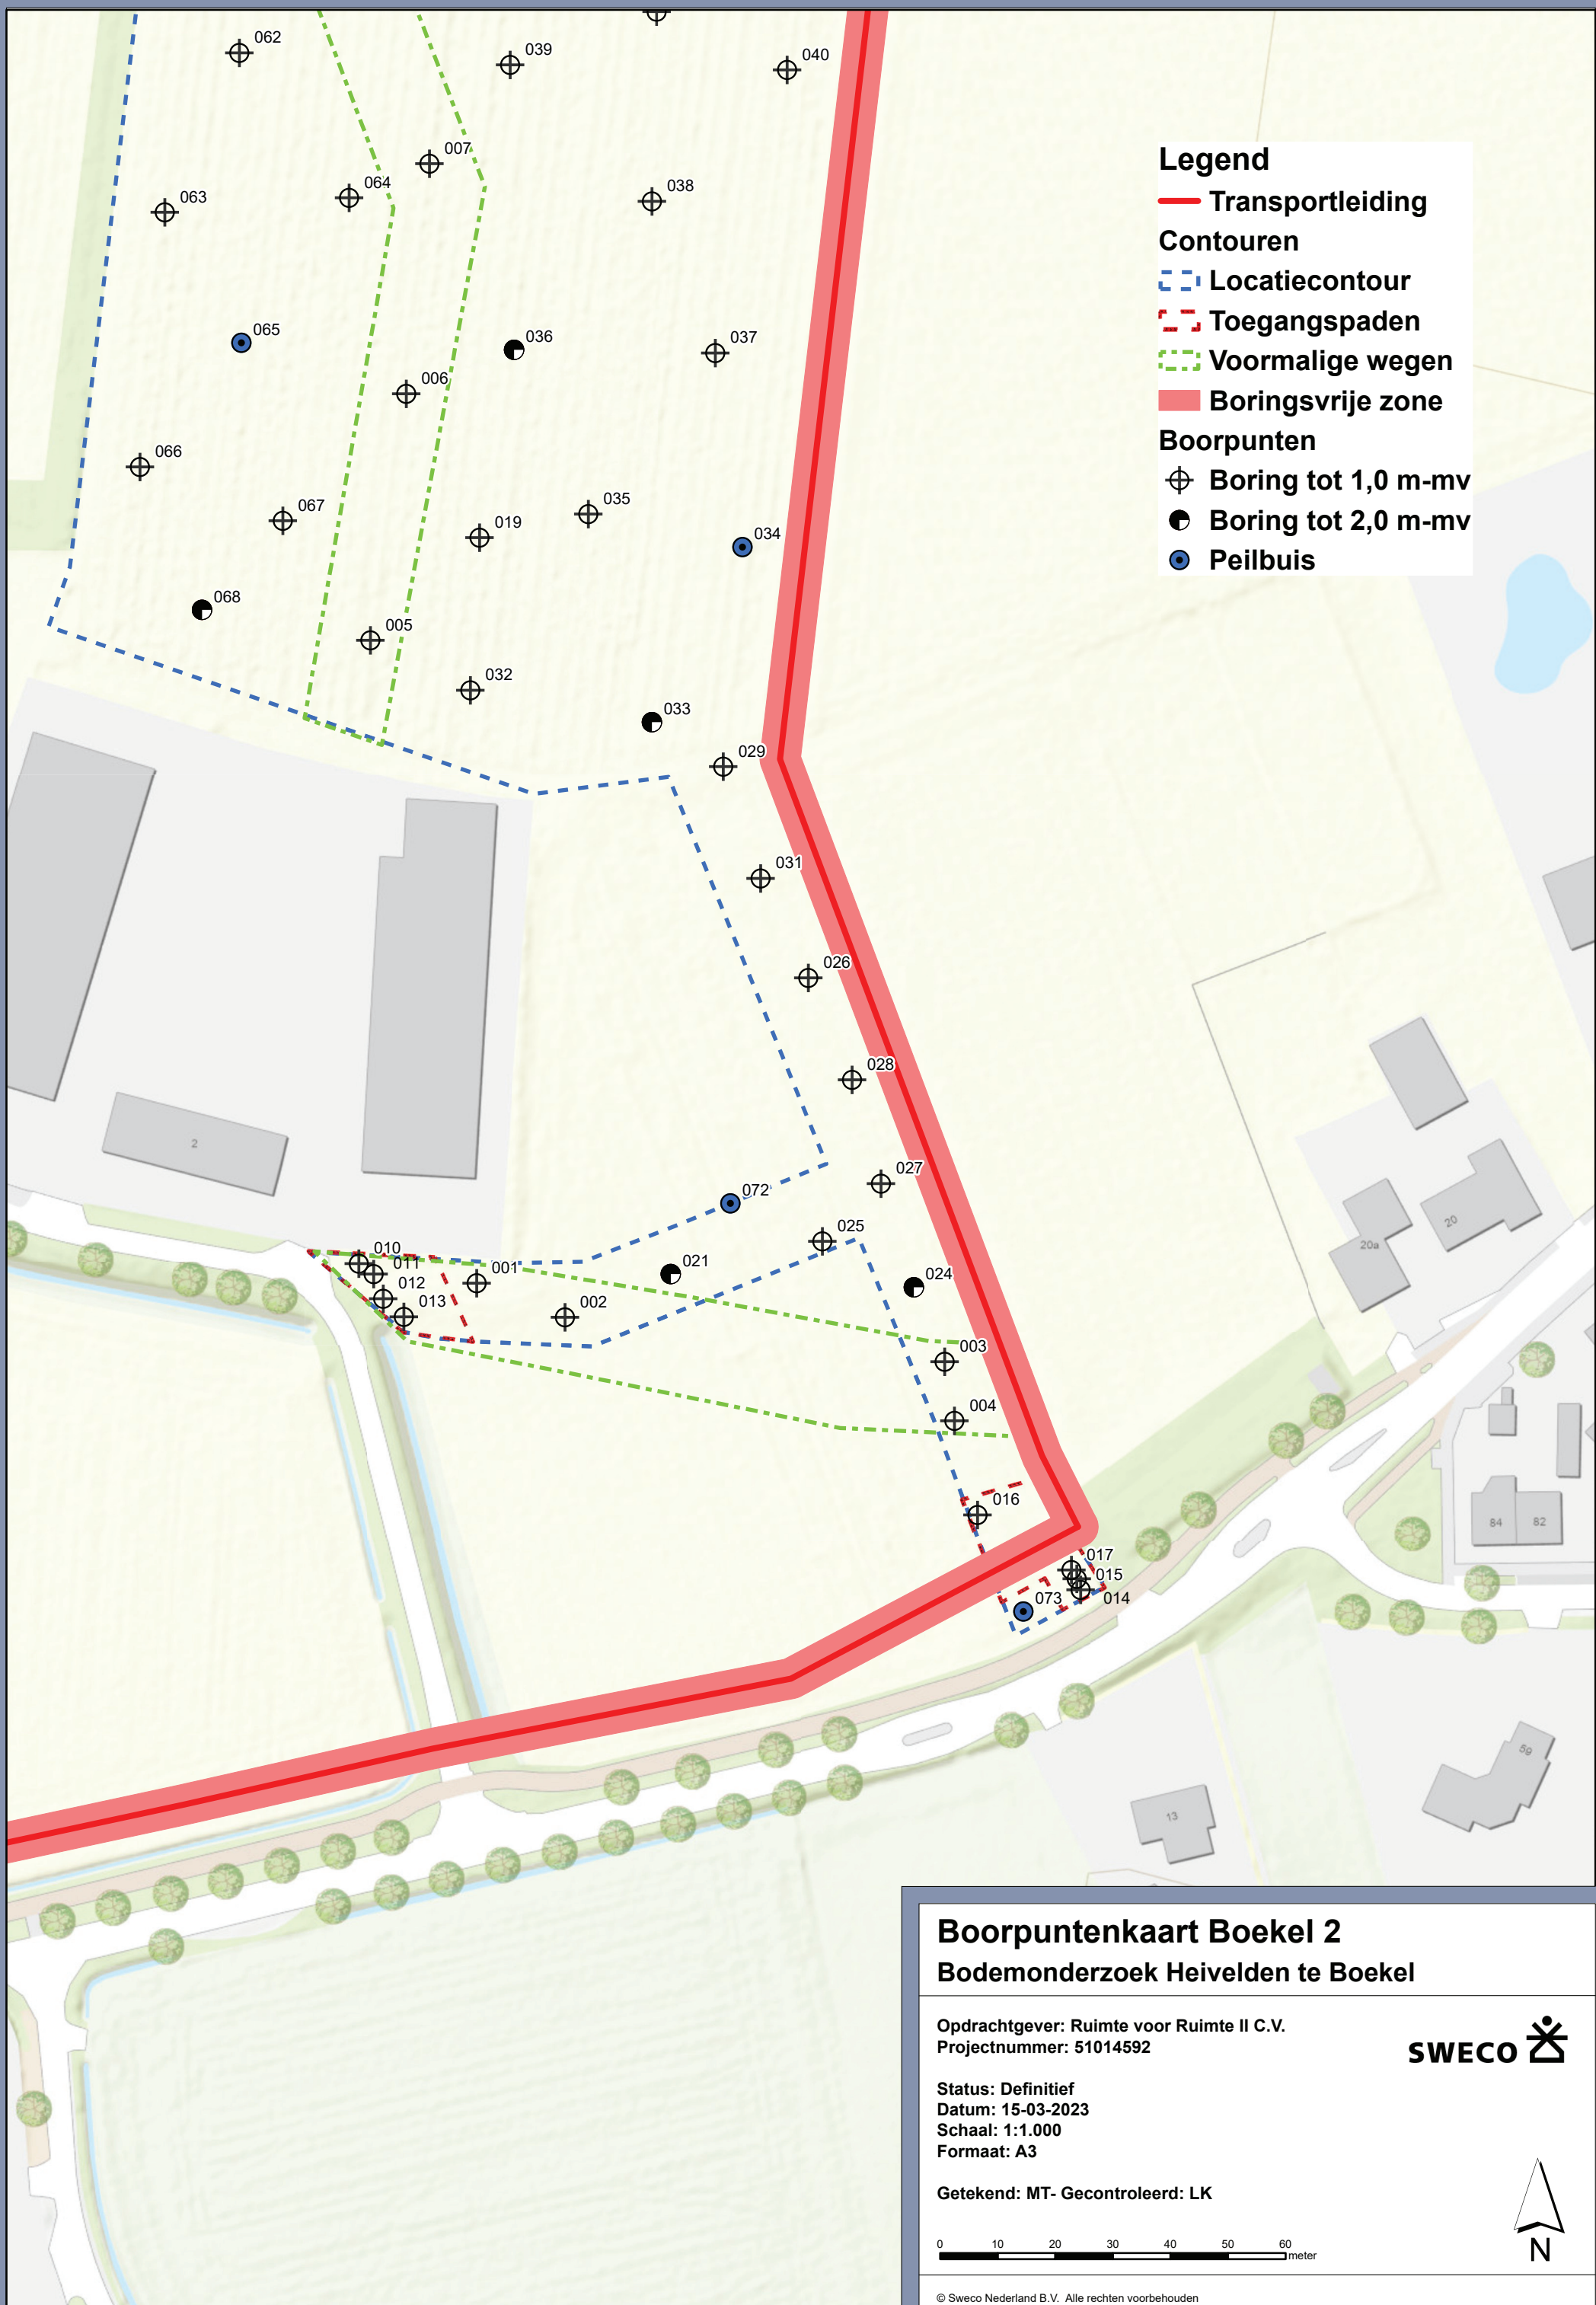 062
039
040
007
064
063
038
065
036
037
006
066
067
019
035
034
068
005
032
033
029
031
026
028
027
072
025
010
011
012
013
001
002
021
024
003
004
016
017
015
014
073
2
20
20a
84
82
59
13
Legend
Transportleiding
Contouren
Locatiecontour
Toegangspaden
Voormalige wegen
Boringsvrije zone
Boorpunten
Boring tot 1,0 m-mv
Boring tot 2,0 m-mv
Peilbuis
Boorpuntenkaart Boekel 2
Bodemonderzoek Heivelden te Boekel
Opdrachtgever: Ruimte voor Ruimte II C.V.
Projectnummer: 51014592
SWECO
Status: Definitief
Datum: 15-03-2023
Schaal: 1:1.000
Formaat: A3
Getekend: MT- Gecontroleerd: LK
0 10 20 30 40 50 60
meter
N
© Sweco Nederland B.V. Alle rechten voorbehouden